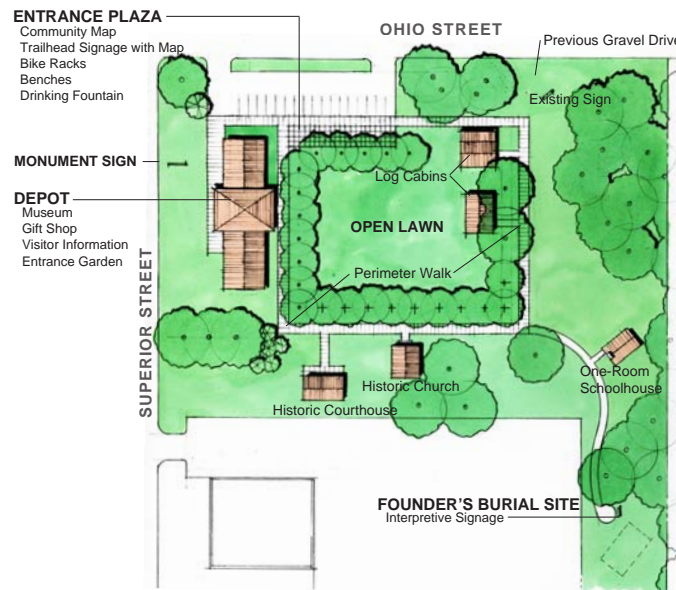 ENTRANCE PLAZA
Community Map
Trailhead Signage with Map
Bike Racks
Benches
Drinking Fountain
OHIO STREET
Previous Gravel Drive
Existing Sign
MONUMENT SIGN
DEPOT
Museum
Gift Shop
Visitor Information
Entrance Garden
SUPERIOR STREET
Log Cabins
OPEN LAWN
Perimeter Walk
Historic Church
Historic Courthouse
One-Room
Schoolhouse
FOUNDER'S BURIAL SITE
Interpretive Signage